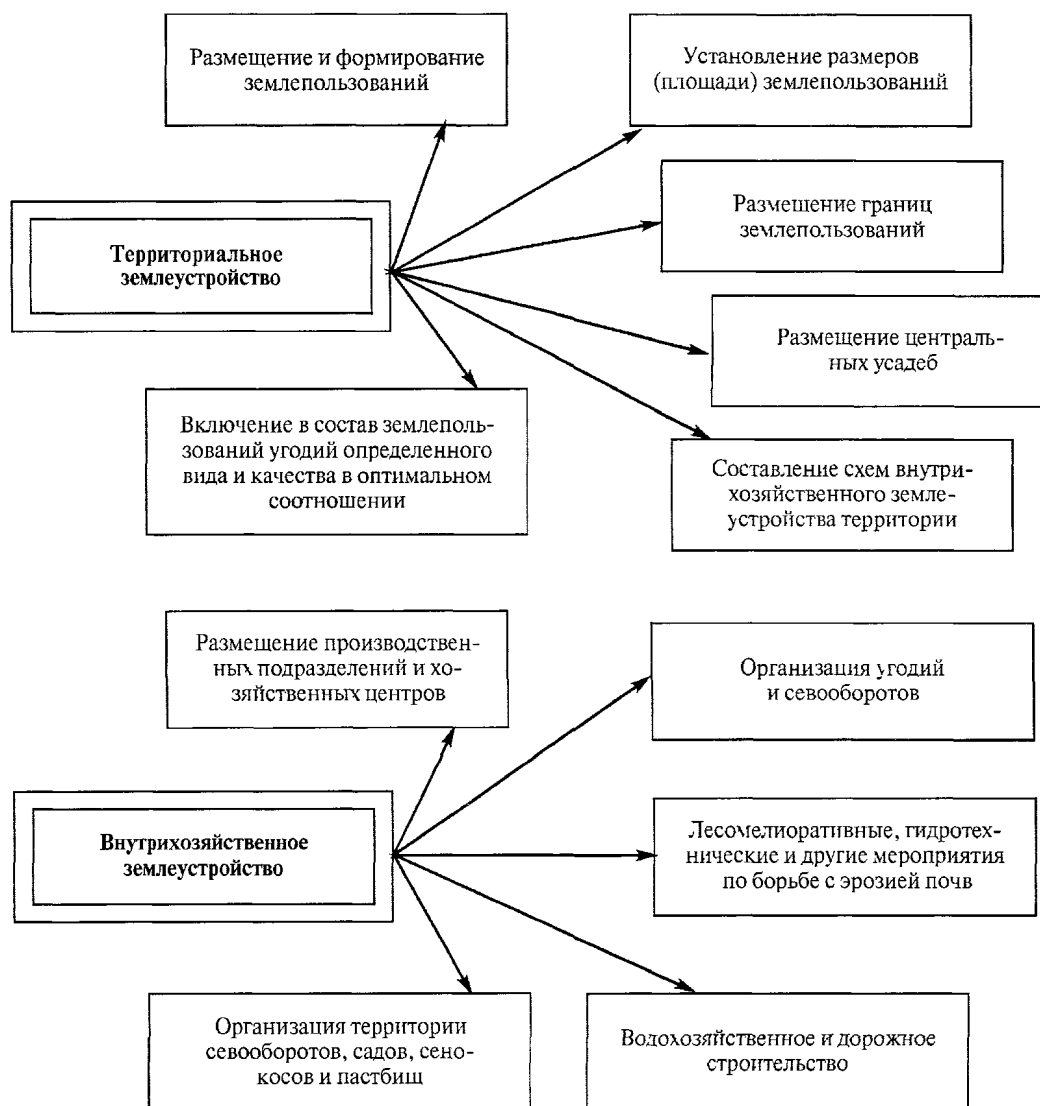 Размещение и формирование
землепользований
Установление размеров
(площади) землепользований
Размещение границ
землепользований
Территориальное
землеустройство
Размещение централь-
ных усадеб
Включение в состав землеполь-
зований угодий определенного
вида и качества в оптимальном
соотношении
Составление схем внутри-
хозяйственного земле-
устройства территории
Размещение производствен-
ных подразделений и хо-
зяйственных центров
Организация угодий
и севооборотов
Внутрихозяйственное
землеустройство
Лесомелиоративные, гидротех-
нические и другие мероприятия
по борьбе с эрозией почв
Организация территории
севооборотов, садов, сено-
косов и пастбищ
Водохозяйственное и дорожное
строительство